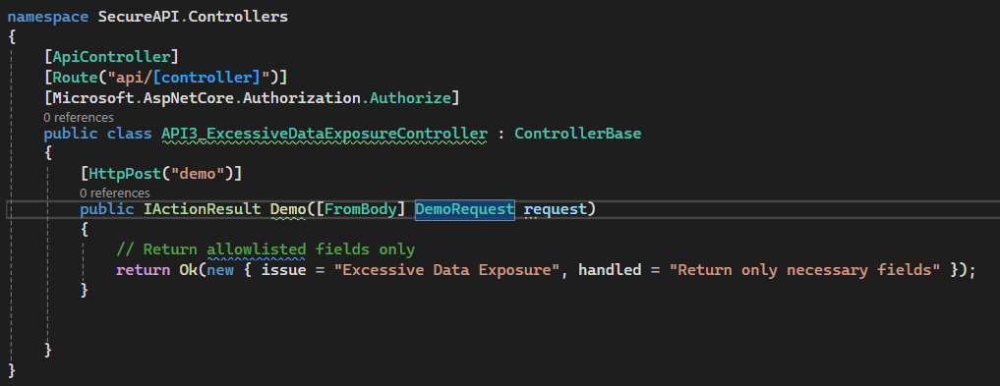 namespace SecureAPI.Controllers
{
[ApiController]
[Route("api/[controller]")]
[Microsoft.AspNetCore.Authorization.Authorize]
0 references
public class API3_ExcessiveDataExposureController : ControllerBase
{
[HttpPost("demo")]
0 references
public IActionResult Demo([FromBody] DemoRequest request)
{
// Return allowlisted fields only
return Ok(new { issue = "Excessive Data Exposure", handled = "Return only necessary fields" });
}
}
}